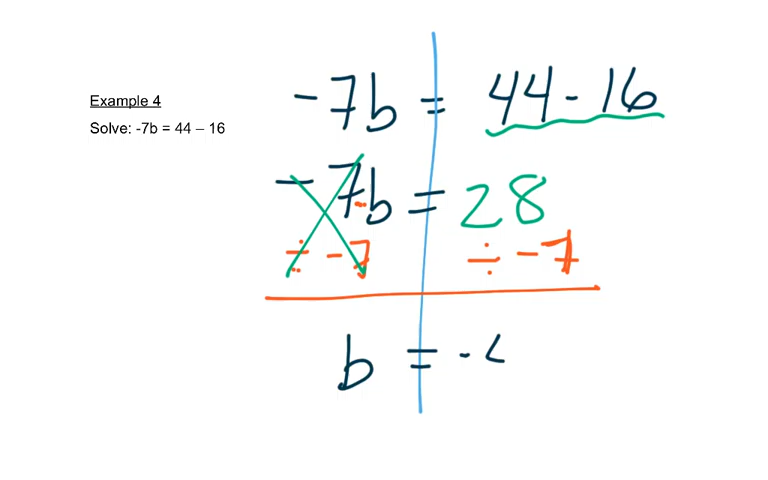 Example 4
Solve: -7b = 44 – 16
-7b = 44 - 16
-7b = 28
÷ -7 ÷ -7
b = -